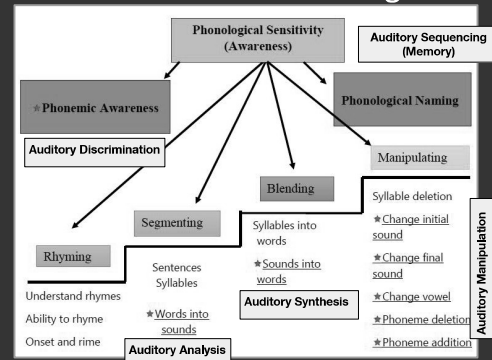 Phonological Sensitivity
(Awareness)
Auditory Sequencing
(Memory)
★Phonemic Awareness
Phonological Naming
Auditory Discrimination
Manipulating
Blending
Segmenting
Rhyming
Understand rhymes
Ability to rhyme
Onset and rime
Sentences
Syllables
★Words into
sounds
Auditory Analysis
Syllables into
words
★Sounds into
words
Auditory Synthesis
Syllable deletion
★Change initial
sound
★Change final
sound
★Change vowel
★Phoneme deletion
★Phoneme addition
Auditory Manipulation